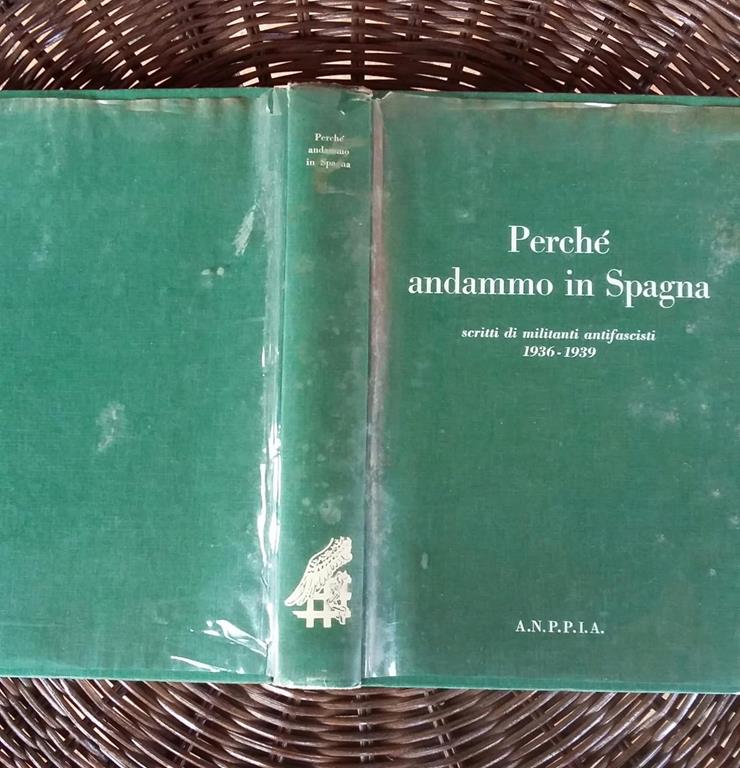 Perché
andammo
in Spagna
Perché
andammo in Spagna
scritti di militanti antifascisti
1936-1939
A.N.P.P.I.A.